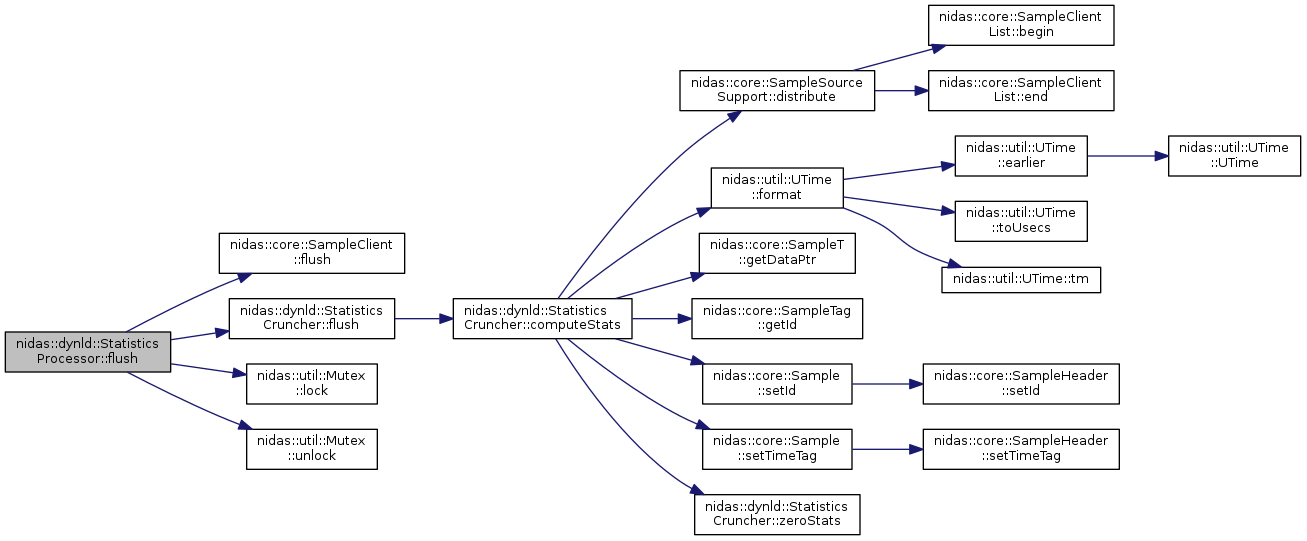 nidas::dynld::Statistics
Processor::flush
nidas::core::SampleClient
::flush
nidas::dynld::Statistics
Cruncher::flush
nidas::util::Mutex
::lock
nidas::util::Mutex
::unlock
nidas::dynld::Statistics
Cruncher::computeStats
nidas::core::SampleSource
Support::distribute
nidas::core::SampleClient
List::begin
nidas::core::SampleClient
List::end
nidas::util::UTime
::format
nidas::util::UTime
::earlier
nidas::util::UTime
::UTime
nidas::util::UTime
::toUsecs
nidas::util::UTime::tm
nidas::core::SampleT
::getDataPtr
nidas::core::SampleTag
::getId
nidas::core::Sample
::setId
nidas::core::SampleHeader
::setId
nidas::core::Sample
::setTimeTag
nidas::core::SampleHeader
::setTimeTag
nidas::dynld::Statistics
Cruncher::zeroStats